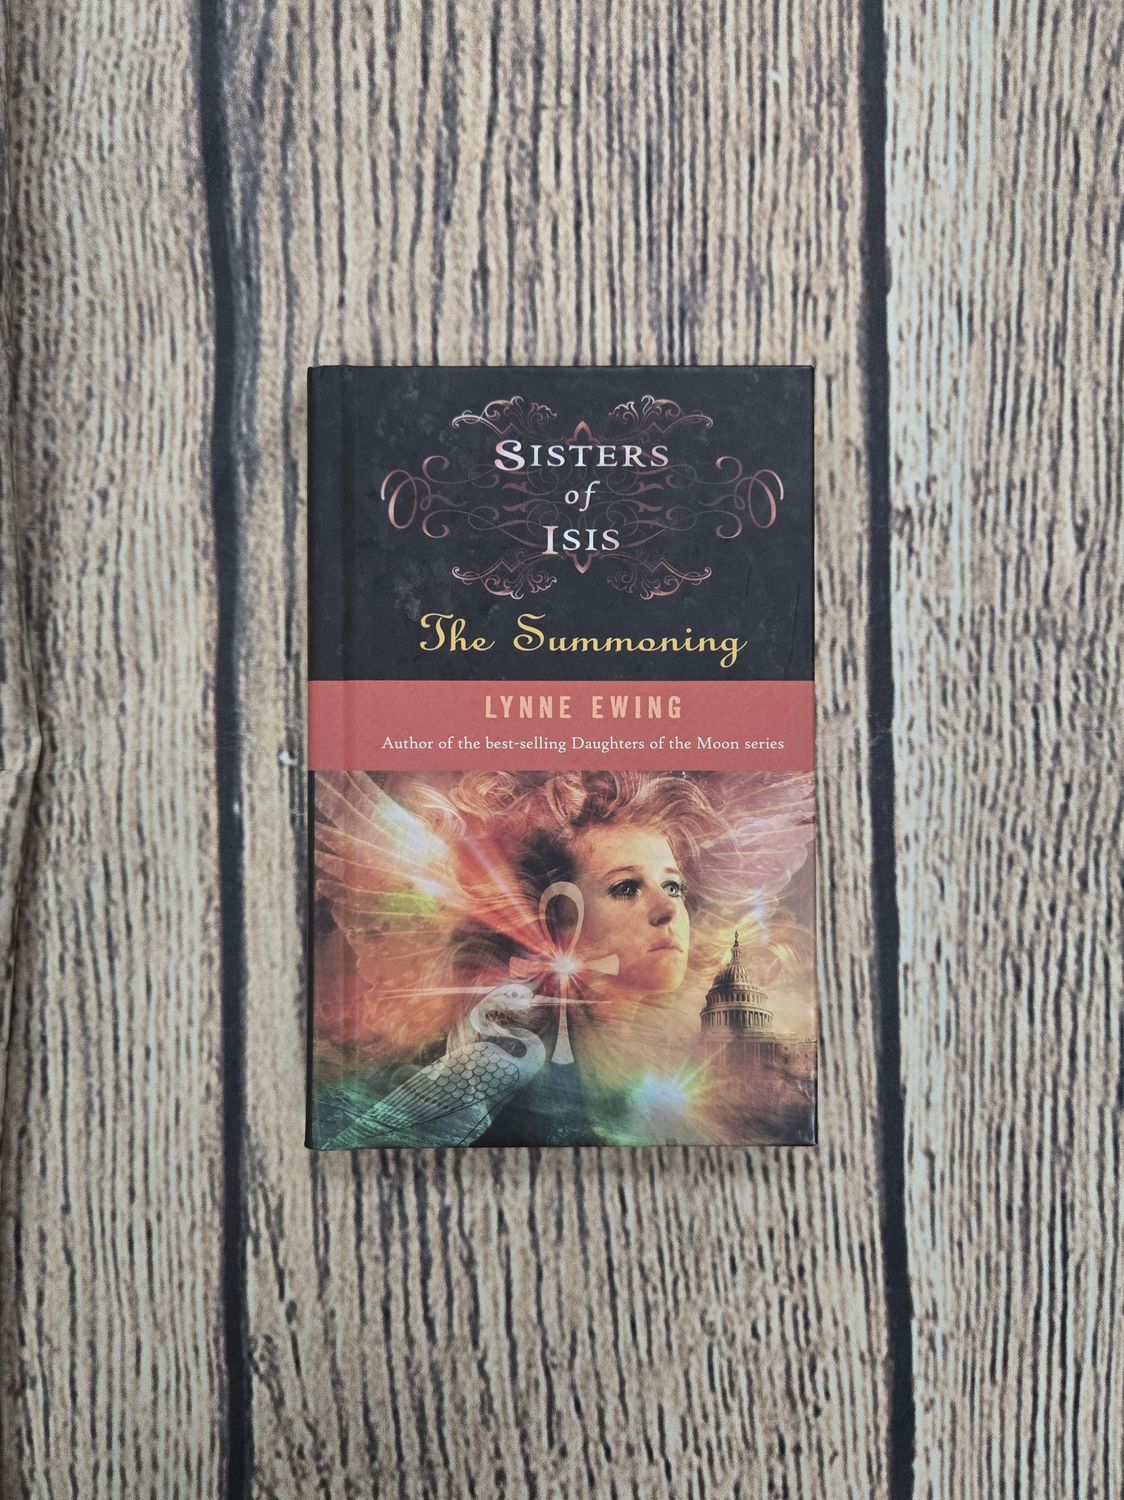 SISTERS
of
ISIS
The Summoning
LYNNE EWING
Author of the best-selling Daughters of the Moon series